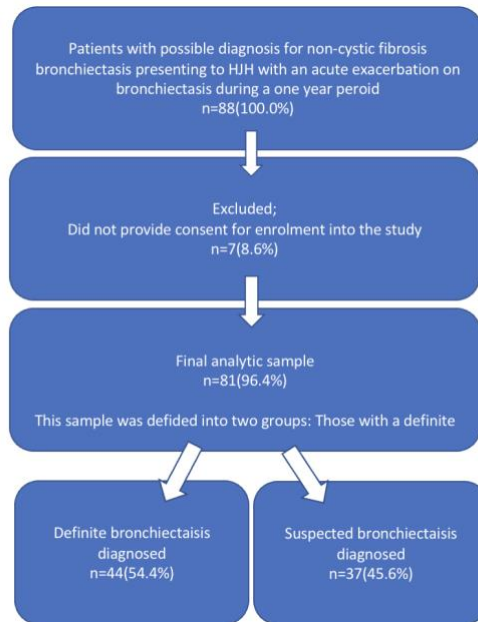 Patients with possible diagnosis for non-cystic fibrosis
bronchiectasis presenting to HJH with an acute exacerbation on
bronchiectasis during a one year peroid
n=88(100.0%)
Excluded;
Did not provide consent for enrolment into the study
n=7(8.6%)
Final analytic sample
n=81(96.4%)
This sample was defided into two groups: Those with a definite
Definite bronchiectaisis
diagnosed
n=44(54.4%)
Suspected bronchiectaisis
diagnosed
n=37(45.6%)